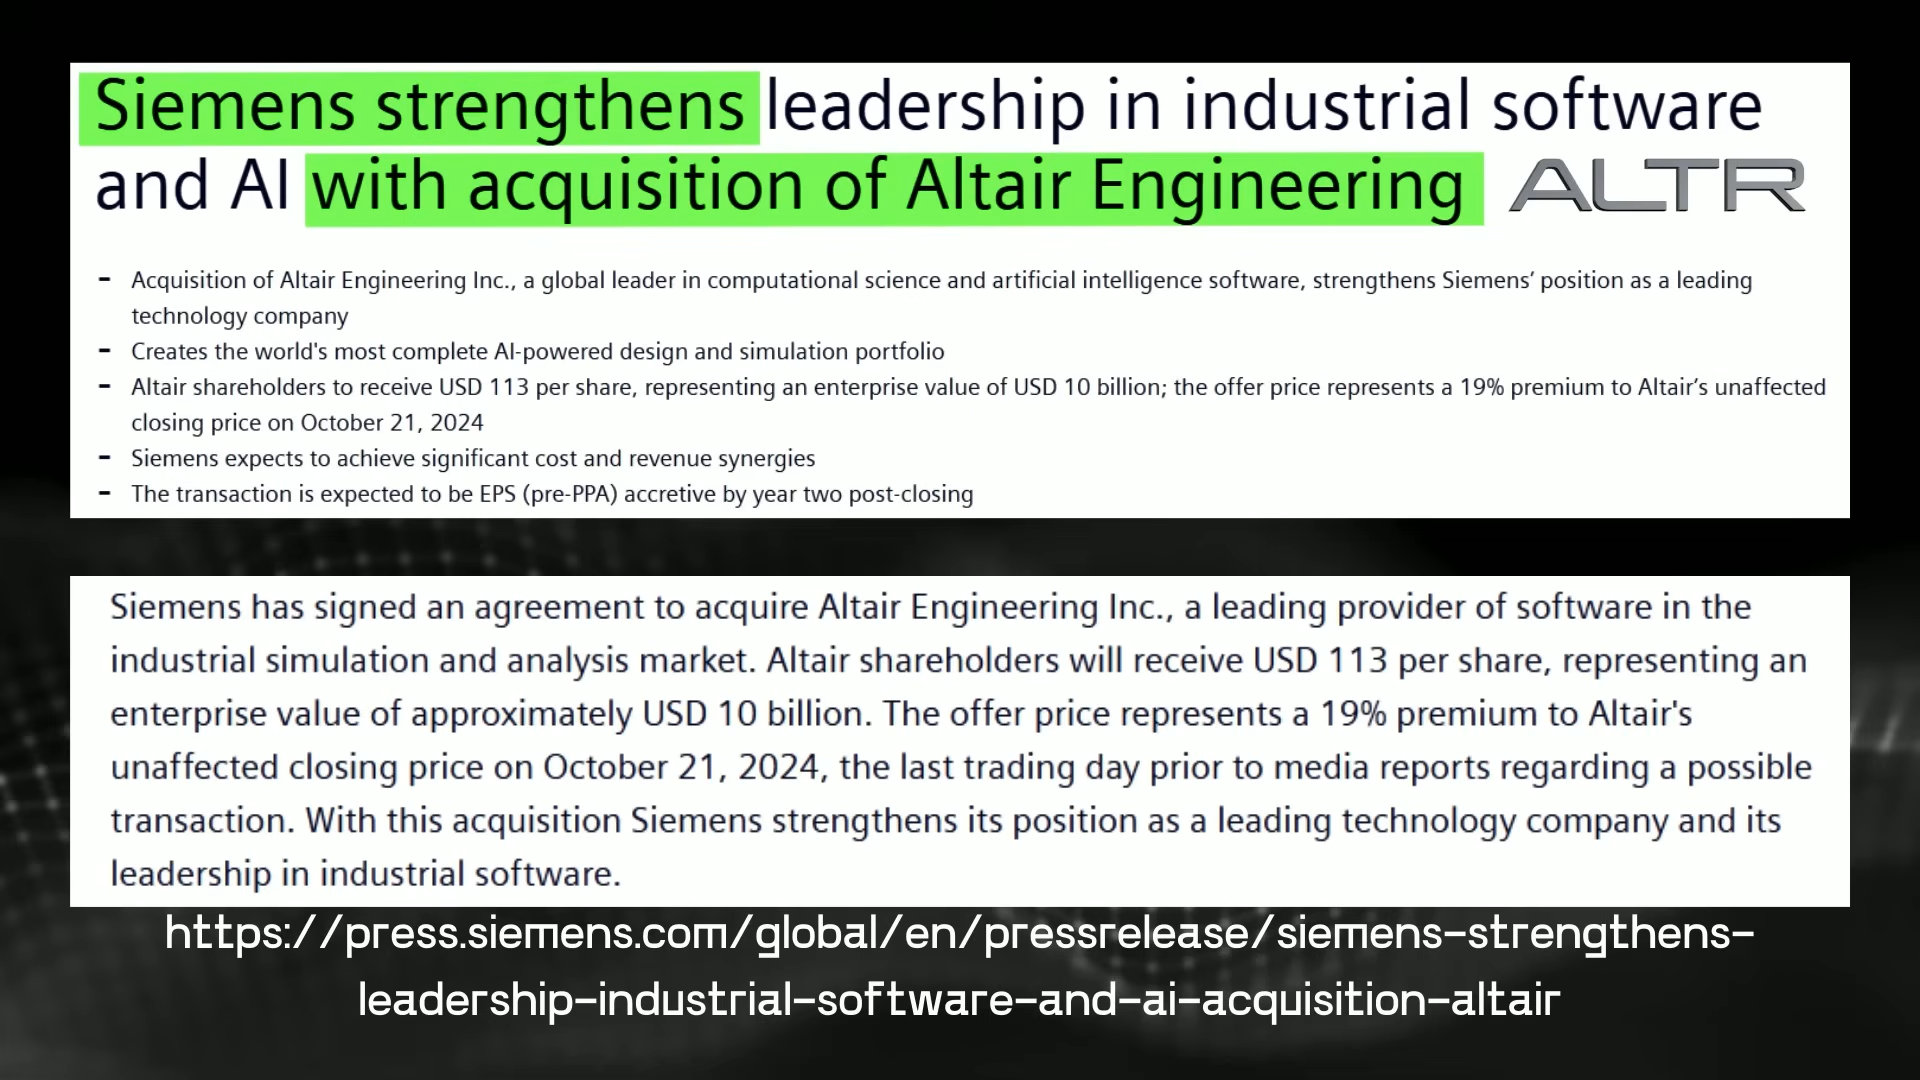 Siemens strengthens leadership in industrial software
and AI with acquisition of Altair Engineering ALTR
- Acquisition of Altair Engineering Inc., a global leader in computational science and artificial intelligence software, strengthens Siemens’ position as a leading
technology company
- Creates the world's most complete AI-powered design and simulation portfolio
- Altair shareholders to receive USD 113 per share, representing an enterprise value of USD 10 billion; the offer price represents a 19% premium to Altair’s unaffected
closing price on October 21, 2024
- Siemens expects to achieve significant cost and revenue synergies
- The transaction is expected to be EPS (pre-PPA) accretive by year two post-closing
Siemens has signed an agreement to acquire Altair Engineering Inc., a leading provider of software in the
industrial simulation and analysis market. Altair shareholders will receive USD 113 per share, representing an
enterprise value of approximately USD 10 billion. The offer price represents a 19% premium to Altair's
unaffected closing price on October 21, 2024, the last trading day prior to media reports regarding a possible
transaction. With this acquisition Siemens strengthens its position as a leading technology company and its
leadership in industrial software.
https://press.siemens.com/global/en/pressrelease/siemens-strengthens-
leadership-industrial-software-and-ai-acquisition-altair